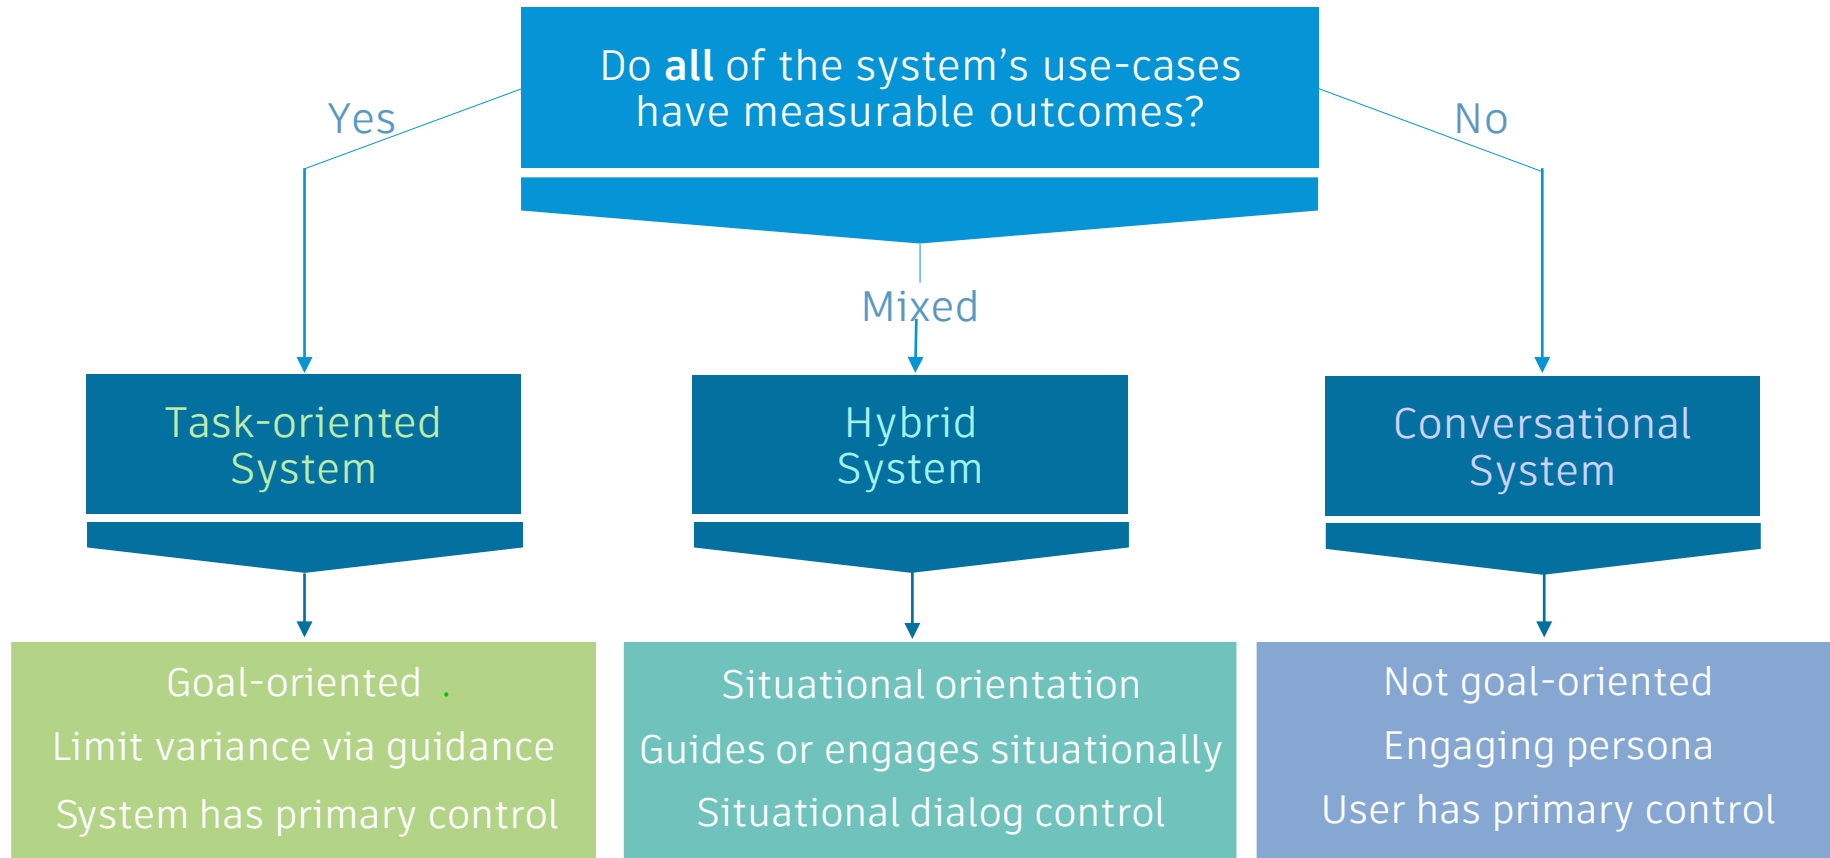 Do all of the system's use-cases
have measurable outcomes?
Yes
No
Mixed
Task-oriented
System
Hybrid
System
Conversational
System
Goal-oriented .
Limit variance via guidance
System has primary control
Situational orientation
Guides or engages situationally
Situational dialog control
Not goal-oriented
Engaging persona
User has primary control